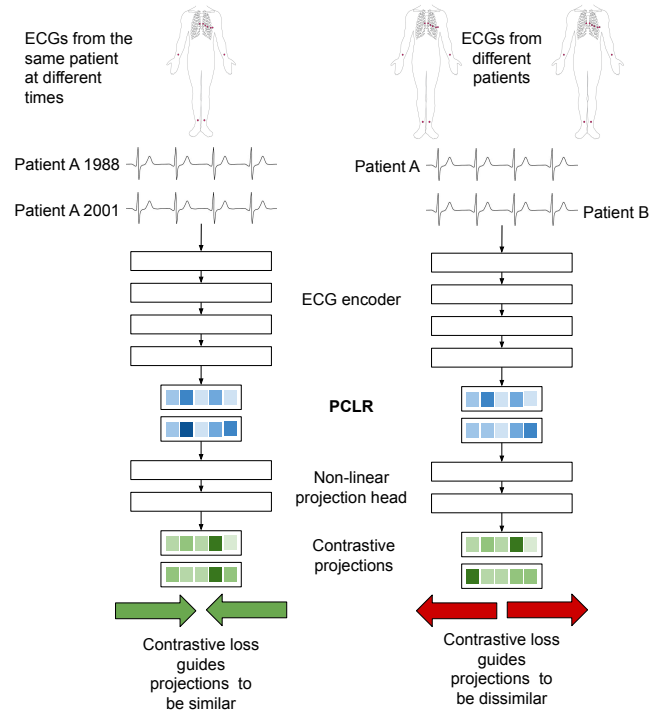 ECGs from the
same patient
at different
times
ECGs from
different
patients
Patient A 1988
Patient A
Patient A 2001
Patient B
ECG encoder
PCLR
Non-linear
projection head
Contrastive
projections
Contrastive loss
guides
projections to
be similar
Contrastive loss
guides
projections to
be dissimilar